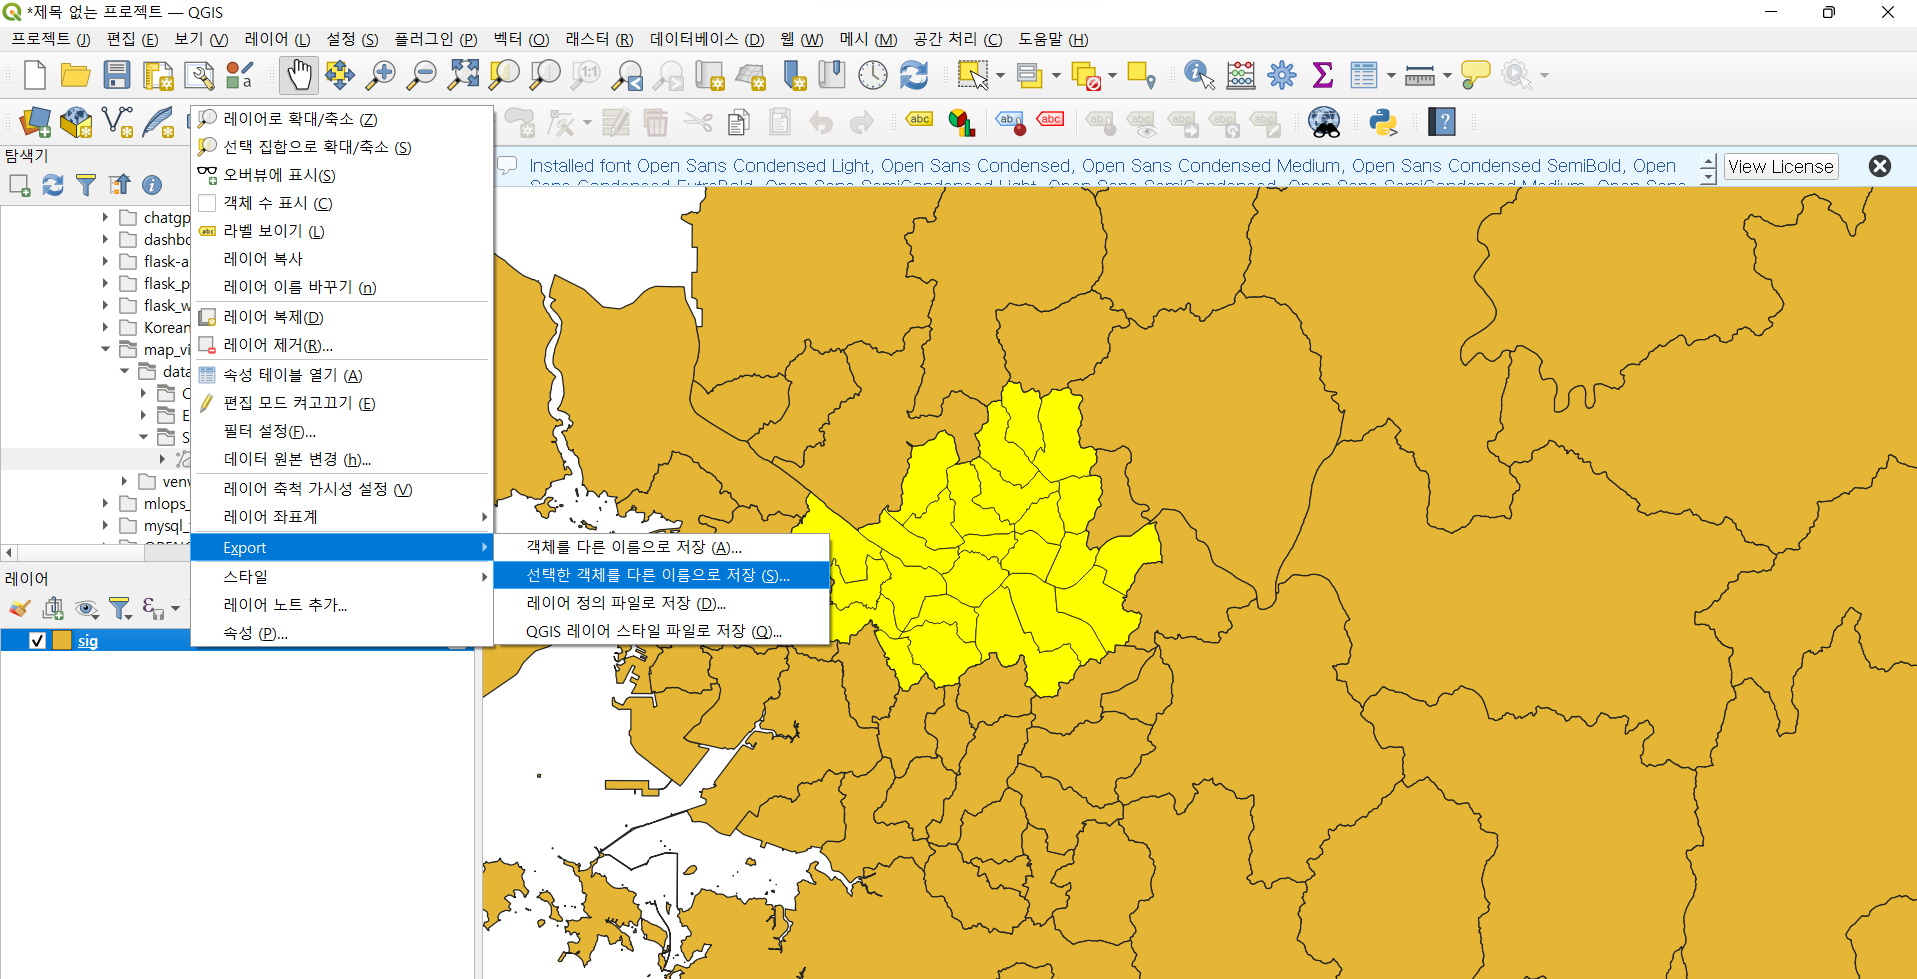 *제목 없는 프로젝트 — QGIS
프로젝트 (J) 편집 (E) 보기 (V) 레이어 (L) 설정 (S) 플러그인 (P) 벡터 (O) 래스터 (R) 데이터베이스 (D) 웹 (W) 메시 (M) 공간 처리 (C) 도움말 (H)
1:1
abc abc abc
탐색기
Installed font Open Sans Condensed Light, Open Sans Condensed, Open Sans Condensed Medium, Open Sans Condensed SemiBold, Open
View License
chatgp
dashbo
flask-a
flask_p
flask_w
Korean
map_vi
data
C
E
S
venv
mlops_
mysql_
레이어로 확대/축소 (Z)
선택 집합으로 확대/축소 (S)
오버뷰에 표시(S)
객체 수 표시 (C)
abc 라벨 보이기 (L)
레이어 복사
레이어 이름 바꾸기 (n)
레이어 복제(D)
레이어 제거(R)...
속성 테이블 열기 (A)
편집 모드 켜고끄기 (E)
필터 설정(F)...
데이터 원본 변경 (h)...
레이어 축척 가시성 설정 (V)
레이어 좌표계
Export
스타일
레이어 노트 추가...
속성 (P)...
객체를 다른 이름으로 저장 (A)...
선택한 객체를 다른 이름으로 저장 (S)...
레이어 정의 파일로 저장 (D)...
QGIS 레이어 스타일 파일로 저장 (Q)...
레이어
sig